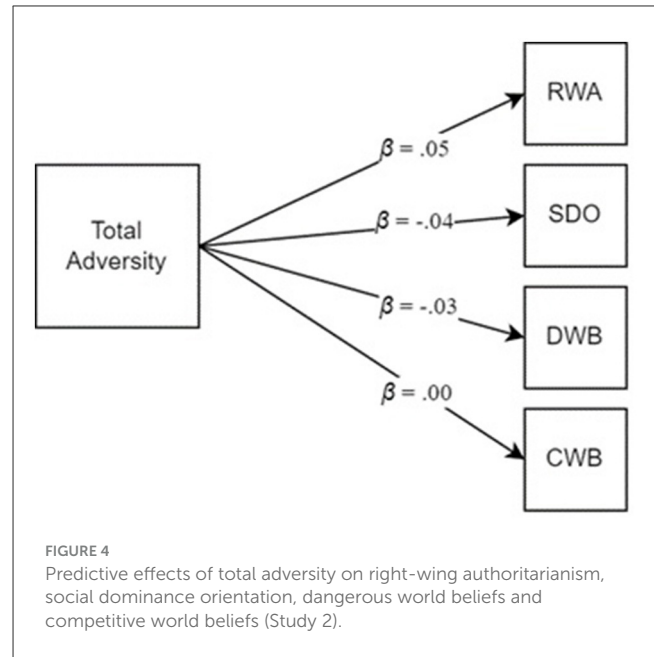 RWA
β = .05
Total
Adversity
β = -.04
SDO
β = -.03
DWB
β = .00
CWB
FIGURE 4
Predictive effects of total adversity on right-wing authoritarianism,
social dominance orientation, dangerous world beliefs and
competitive world beliefs (Study 2).